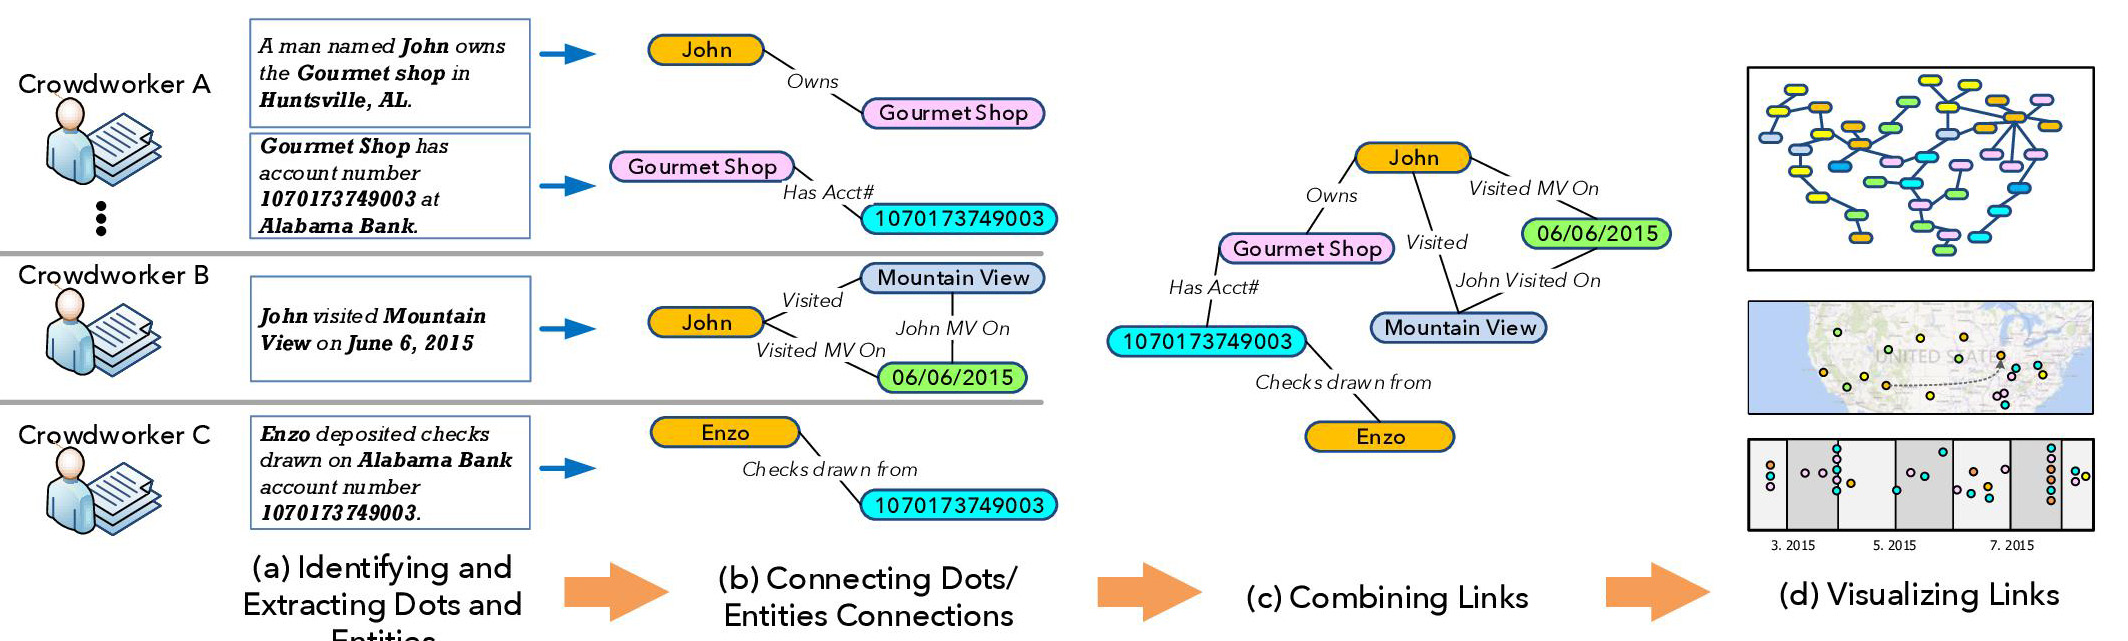 Crowdworker A
A man named John owns
the Gourmet shop in
Huntsville, AL.
Gourmet Shop has
account number
1070173749003 at
Alabama Bank.
John
Owns
Gourmet Shop
Gourmet Shop
Has Acct#
1070173749003
Crowdworker B
John visited Mountain
View on June 6, 2015
Mountain View
Visited
John
John MV On
Visited MV On
06/06/2015
Crowdworker C
Enzo deposited checks
drawn on Alabama Bank
account number
1070173749003.
Enzo
Checks drawn from
1070173749003
John
Owns
Visited MV On
Gourmet Shop
Visited
06/06/2015
Has Acct#
John Visited On
1070173749003
Mountain View
Checks drawn from
Enzo
UNITED STATES
3. 2015
5. 2015
7. 2015
(a) Identifying and
Extracting Dots and
Entities
(b) Connecting Dots/
Entities Connections
(c) Combining Links
(d) Visualizing Links